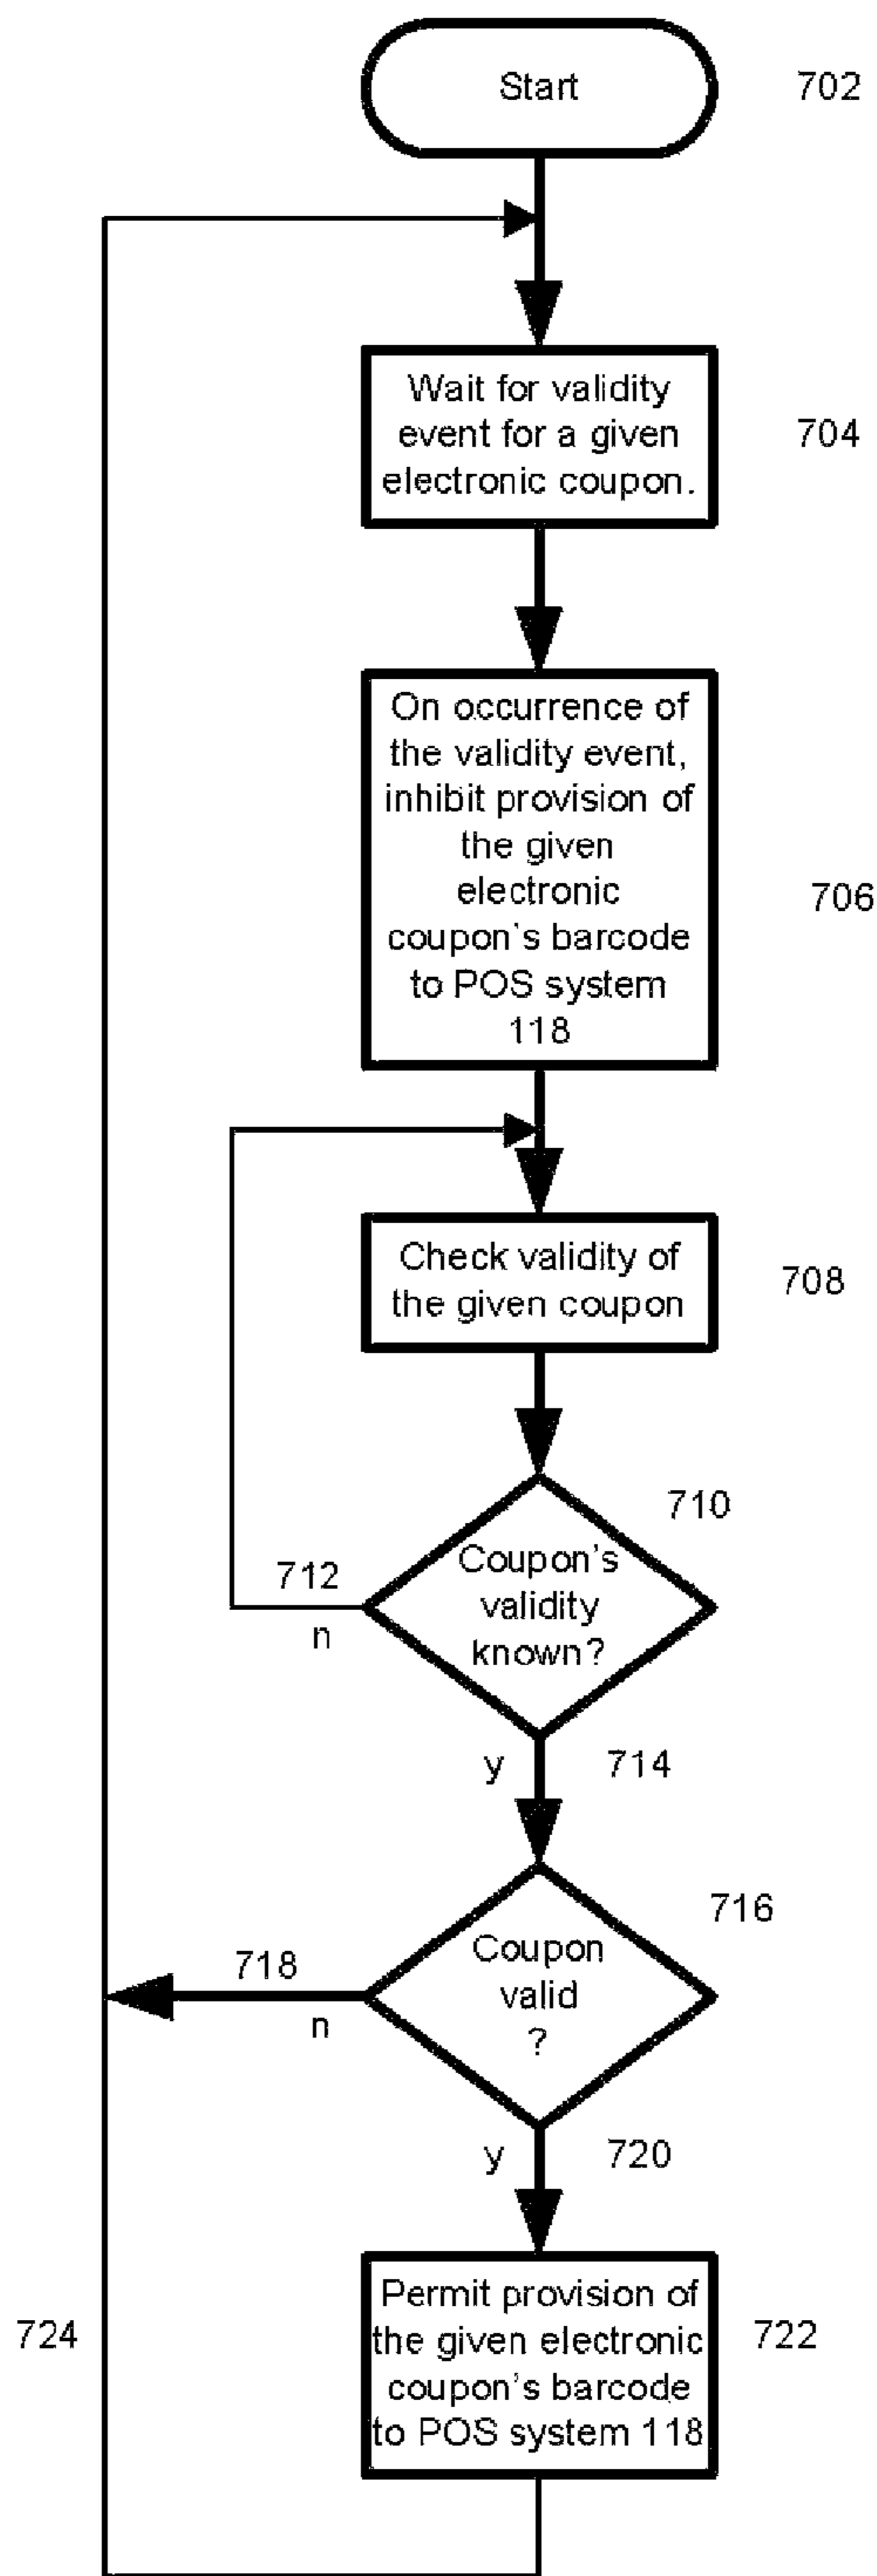 Start
702
Wait for validity
event for a given
electronic coupon.
704
On occurrence of
the validity event,
inhibit provision of
the given
electronic
coupon's barcode
to POS system
118
706
Check validity of
the given coupon
708
710
Coupon's
validity
known?
712
n
y
714
716
Coupon
valid
?
718
n
y
720
Permit provision of
the given electronic
coupon's barcode
to POS system 118
722
724